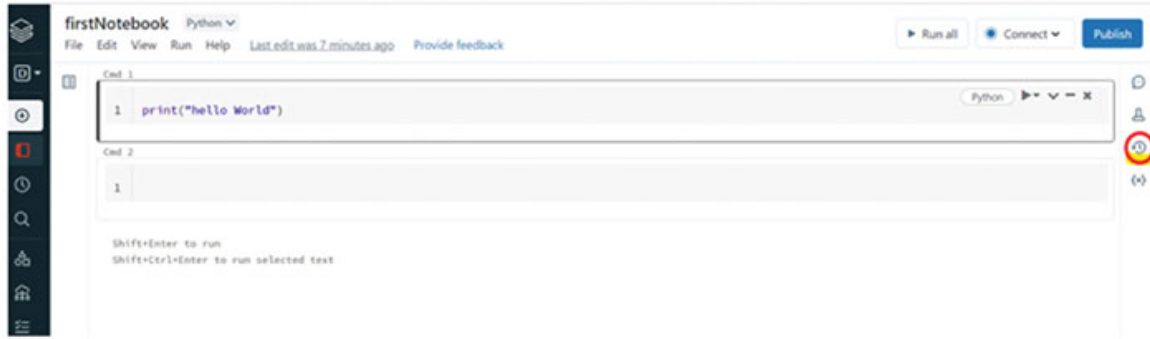 firstNotebook Python
File Edit View Run Help Last edit was 7 minutes ago Provide feedback
Run all Connect Publish
D
Cmd 1
1 print("hello World")
Python
Cmd 2
1
Shift+Enter to run
Shift+Ctrl+Enter to run selected text